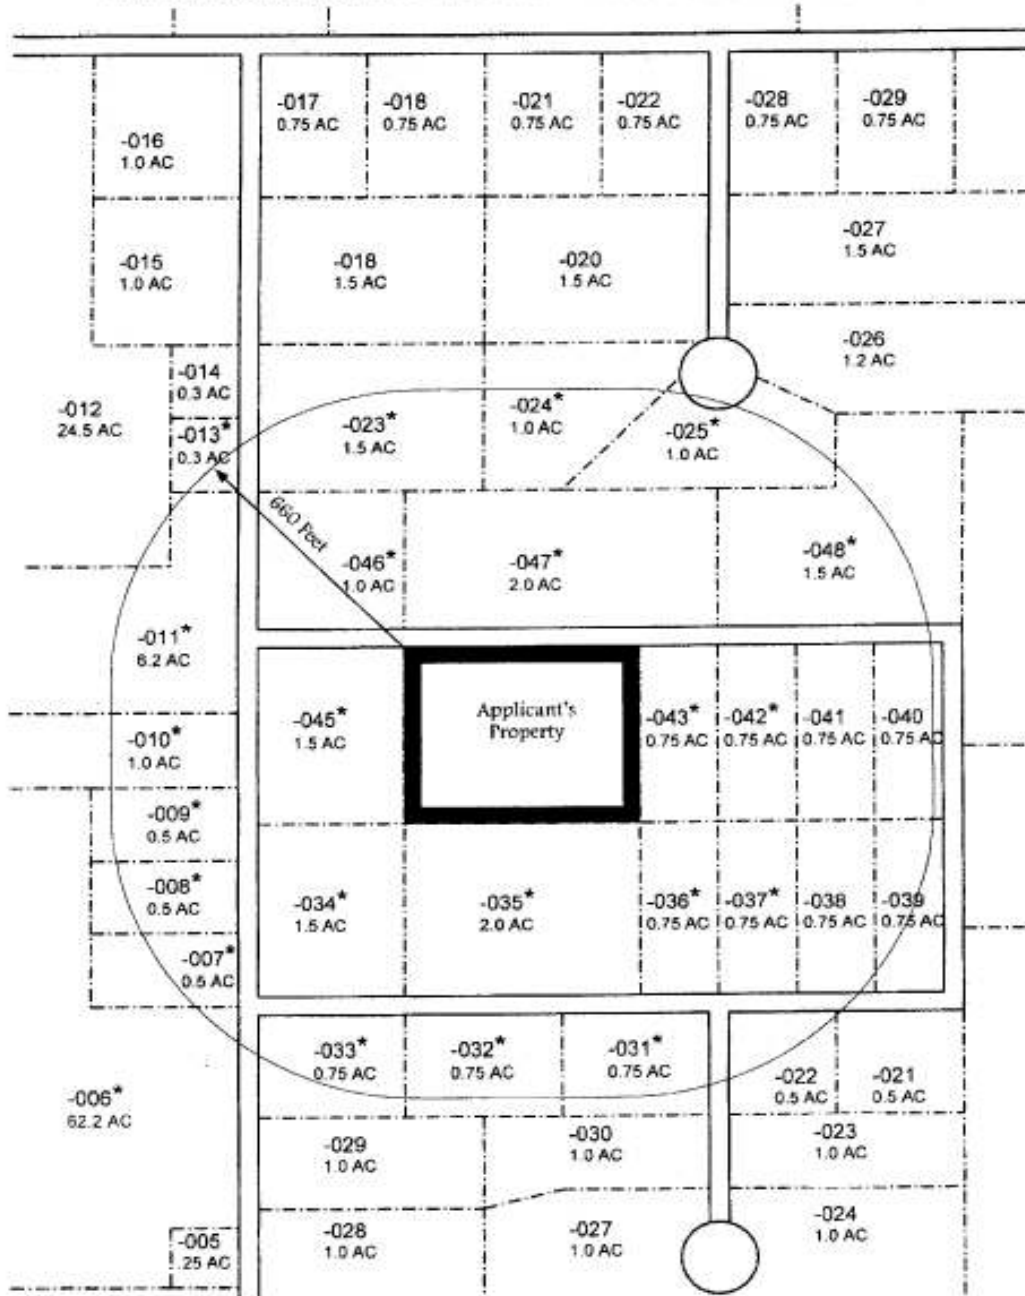 -017
0.75 AC
-018
0.75 AC
-021
0.75 AC
-022
0.75 AC
-028
0.75 AC
-029
0.75 AC
-016
1.0 AC
-015
1.0 AC
-018
1.5 AC
-020
1.5 AC
-027
1.5 AC
-026
1.2 AC
-014
0.3 AC
-012
24.5 AC
-013*
0.3 AC
-023*
1.5 AC
-024*
1.0 AC
-025*
1.0 AC
660 Feet
-046*
1.0 AC
-047*
2.0 AC
-048*
1.5 AC
-011*
6.2 AC
-045*
1.5 AC
Applicant's
Property
-043*
0.75 AC
-042*
0.75 AC
-041
0.75 AC
-040
0.75 AC
-010*
1.0 AC
-009*
0.5 AC
-008*
0.5 AC
-007*
0.5 AC
-034*
1.5 AC
-035*
2.0 AC
-036*
0.75 AC
-037*
0.75 AC
-038
0.75 AC
-039
0.75 AC
-033*
0.75 AC
-032*
0.75 AC
-031*
0.75 AC
-022
0.5 AC
-021
0.5 AC
-006*
62.2 AC
-029
1.0 AC
-030
1.0 AC
-023
1.0 AC
-005
.25 AC
-028
1.0 AC
-027
1.0 AC
-024
1.0 AC